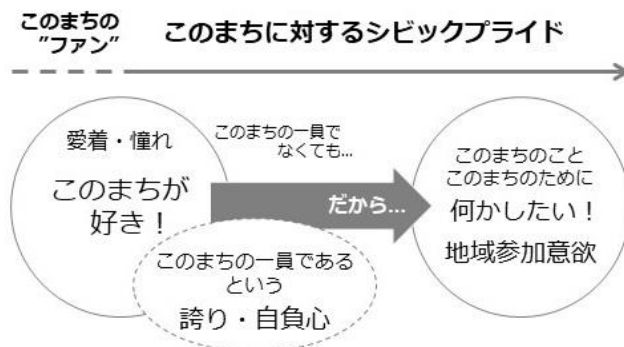 このまちの
”ファン”
このまちに対するシビックプライド
愛着・憧れ
このまちが
好き！
このまちの一員で
なくても...
だから...
このまちの一員である
という
誇り・自負心
このまちのこと
このまちのために
何かしたい！
地域参加意欲